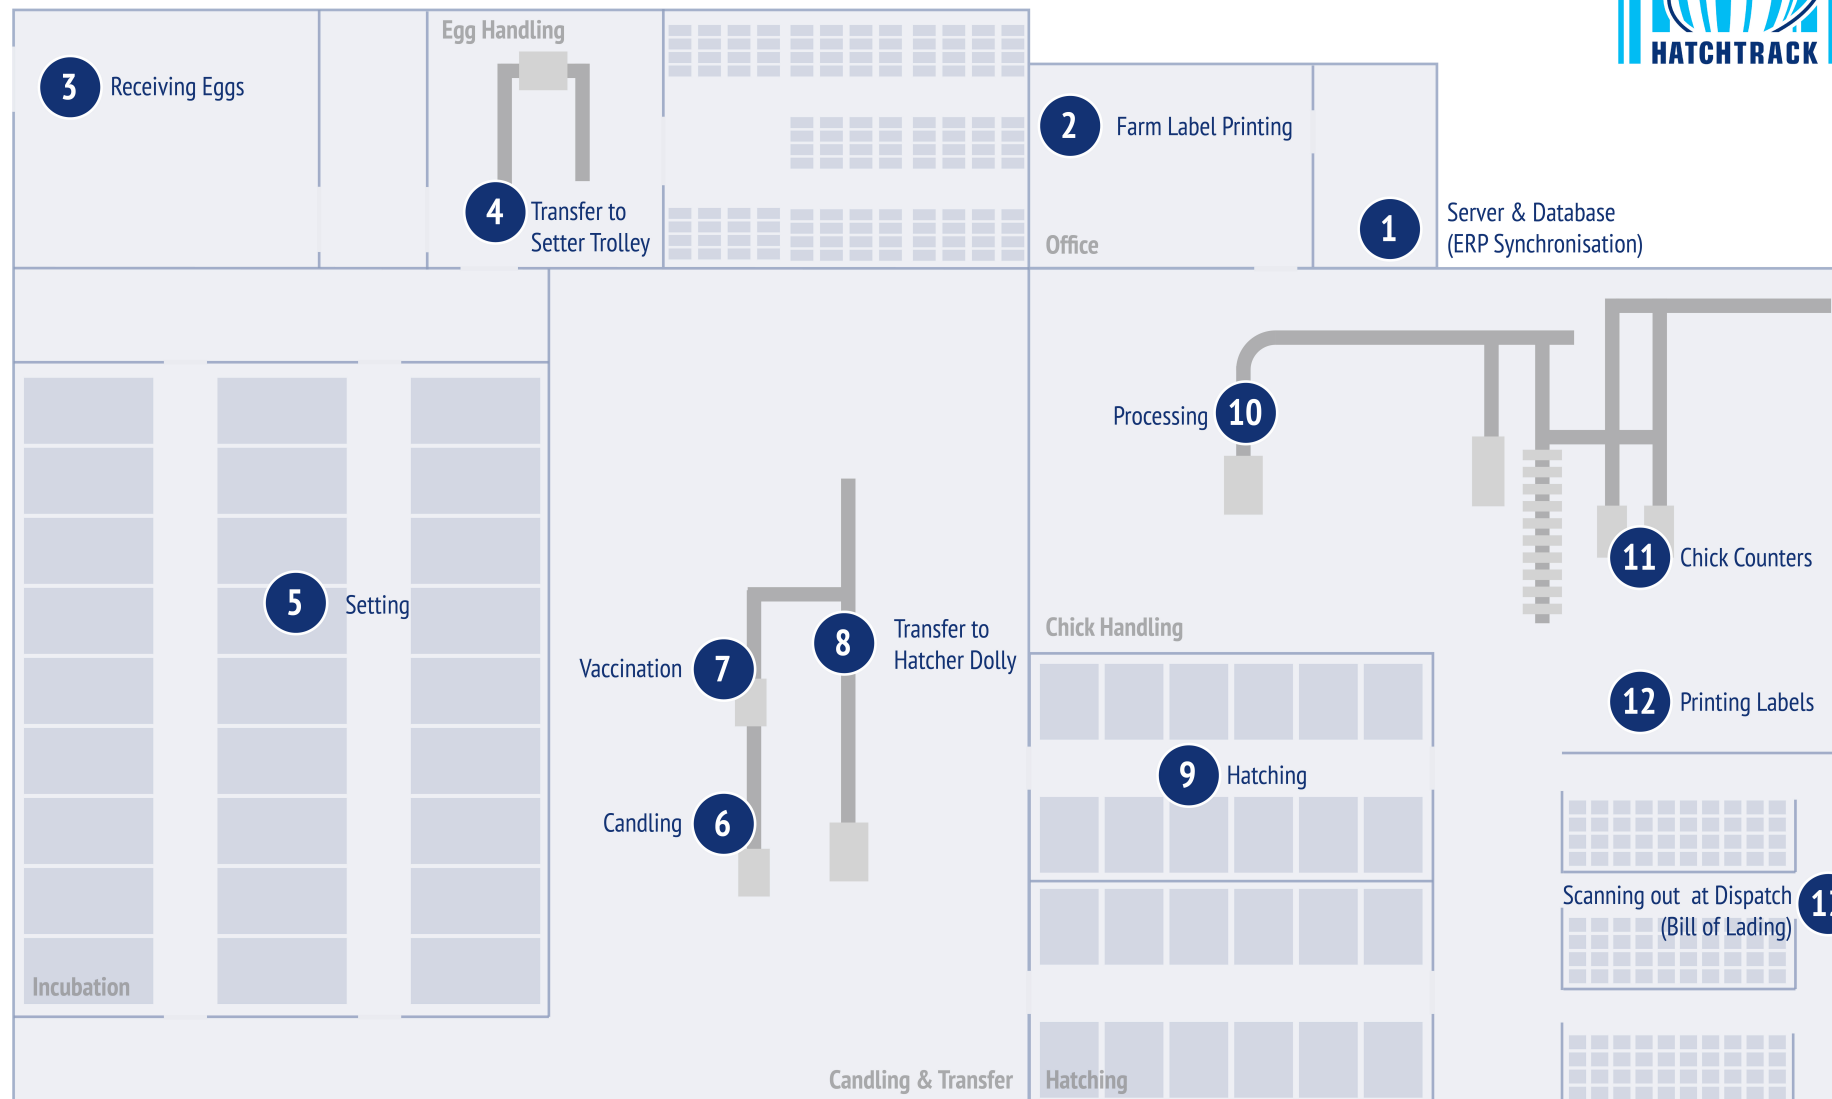 HATCHTRACK
Egg Handling
3
Receiving Eggs
4
Transfer to
Setter Trolley
2
Farm Label Printing
Office
1
Server & Database
(ERP Synchronisation)
Processing
10
11
Chick Counters
5
Setting
Vaccination
7
8
Transfer to
Hatcher Dolly
Chick Handling
12
Printing Labels
9
Hatching
Candling
6
Scanning out at Dispatch
(Bill of Lading)
Incubation
Candling & Transfer
Hatching